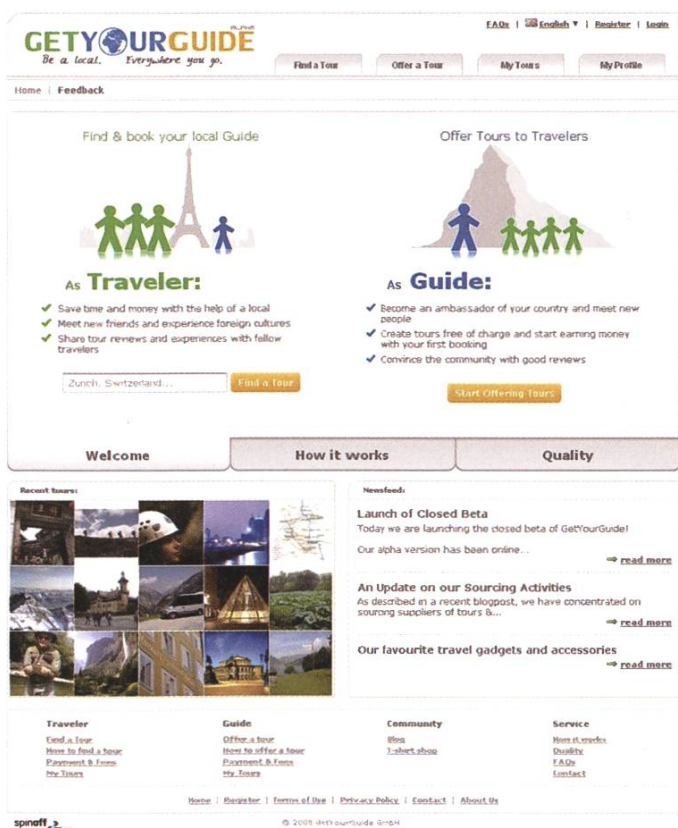 ALPHA
FAQs | English ▼ | Register | Login
GETYOURGUIDE
Be a local. Everywhere you go.
Find a Tour
Offer a Tour
My Tours
My Profile
Home | Feedback
Find & book your local Guide
As Traveler:
Save time and money with the help of a local
Meet new friends and experience foreign cultures
Share tour reviews and experiences with fellow
travelers
Zurich, Switzerland...
Find a Tour
Offer Tours to Travelers
As Guide:
Become an ambassador of your country and meet new
people
Create tours free of charge and start earning money
with your first booking
Convince the community with good reviews
Start Offering Tours
Welcome
How it works
Quality
Recent tours:
Newsfeed:
Launch of Closed Beta
Today we are launching the closed beta of GetYourGuide!
Our alpha version has been online...
read more
An Update on our Sourcing Activities
As described in a recent blogpost, we have concentrated on
sourcing suppliers of tours &...
read more
Our favourite travel gadgets and accessories
read more
Traveler
Find a tour
How to find a tour
Payment & Fees
My Tours
Guide
Offer a tour
How to offer a tour
Payment & Fees
My Tours
Community
Blog
T-shirt shop
Service
How it works
Quality
FAQs
Contact
Home | Register | Terms of Use | Privacy Policy | Contact | About Us
spinoff
GetYourGuide GmbH